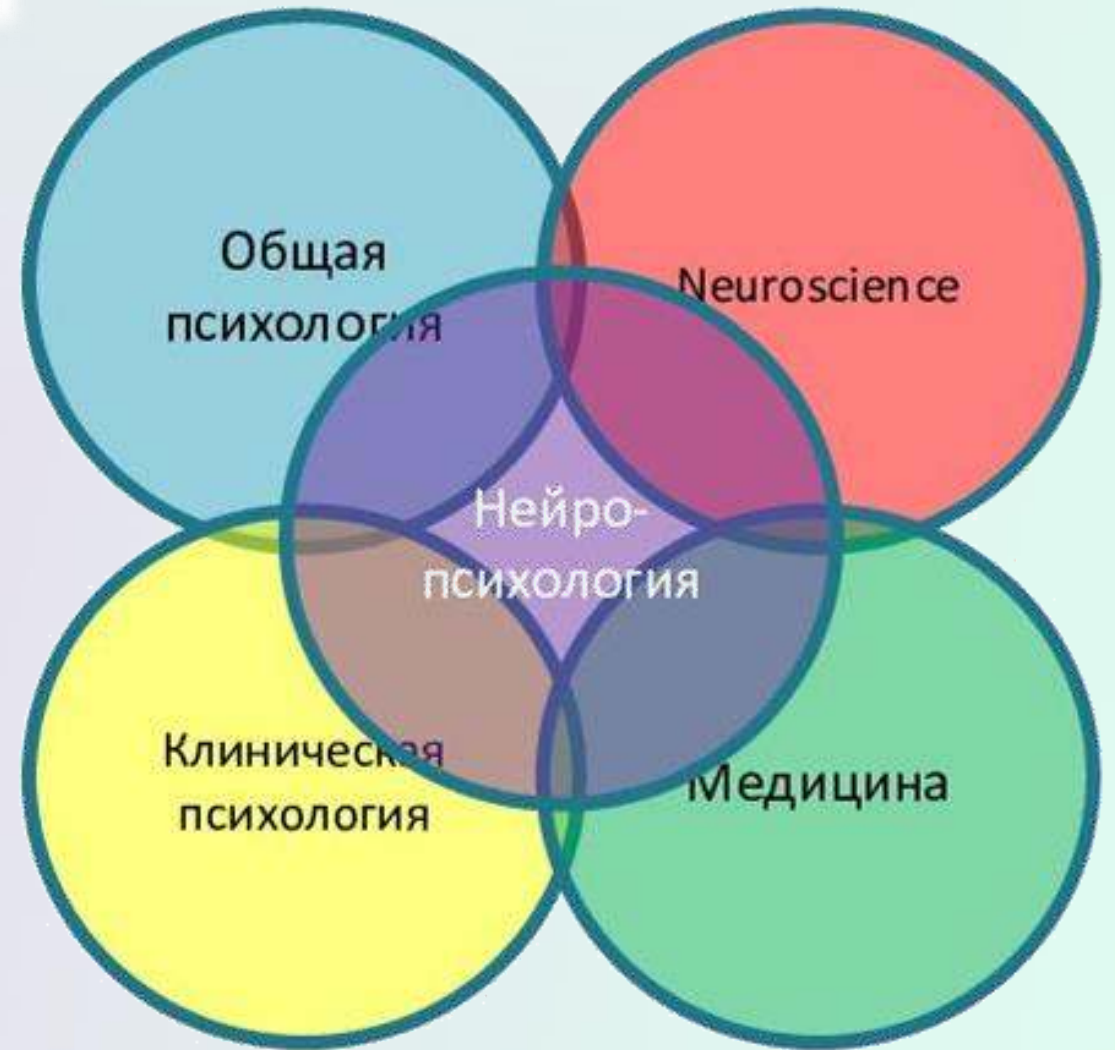 Общая
психология
Neuroscience
Нейро-
психология
Клиническая
психология
Медицина